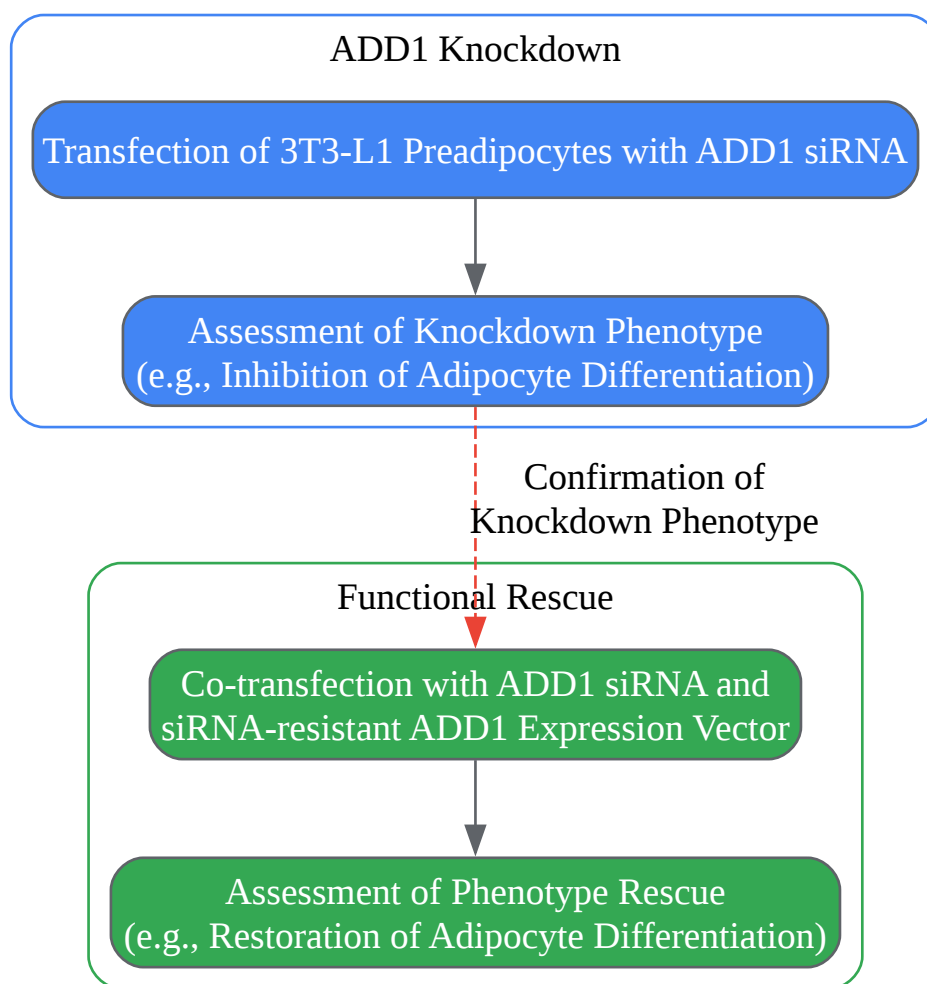 ADD1 Knockdown
Transfection of 3T3-L1 Preadipocytes with ADD1 siRNA
Assessment of Knockdown Phenotype
(e.g., Inhibition of Adipocyte Differentiation)
Confirmation of
Knockdown Phenotype
Functional Rescue
Co-transfection with ADD1 siRNA and
siRNA-resistant ADD1 Expression Vector
Assessment of Phenotype Rescue
(e.g., Restoration of Adipocyte Differentiation)